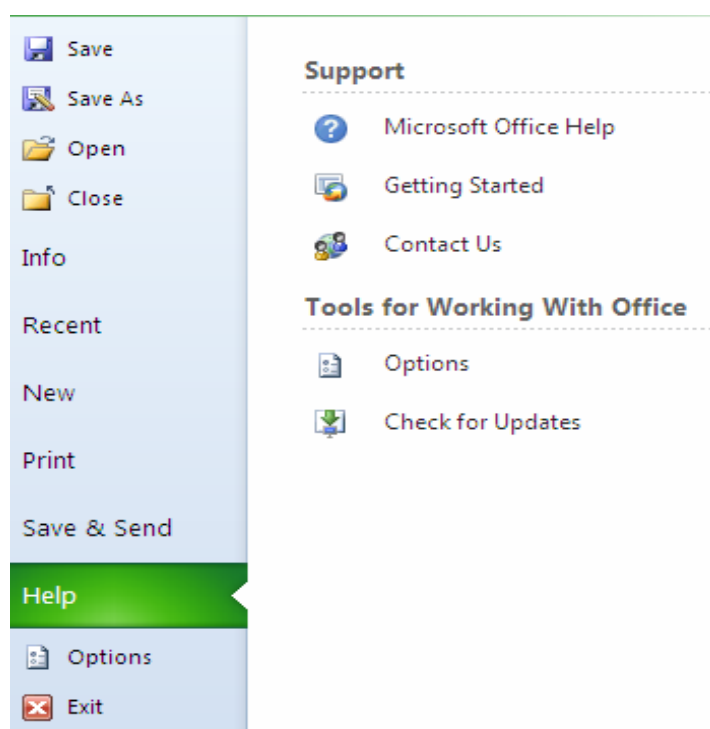 Save
Save As
Open
Close
Info
Recent
New
Print
Save & Send
Help
Options
Exit
Support
Microsoft Office Help
Getting Started
Contact Us
Tools for Working With Office
Options
Check for Updates